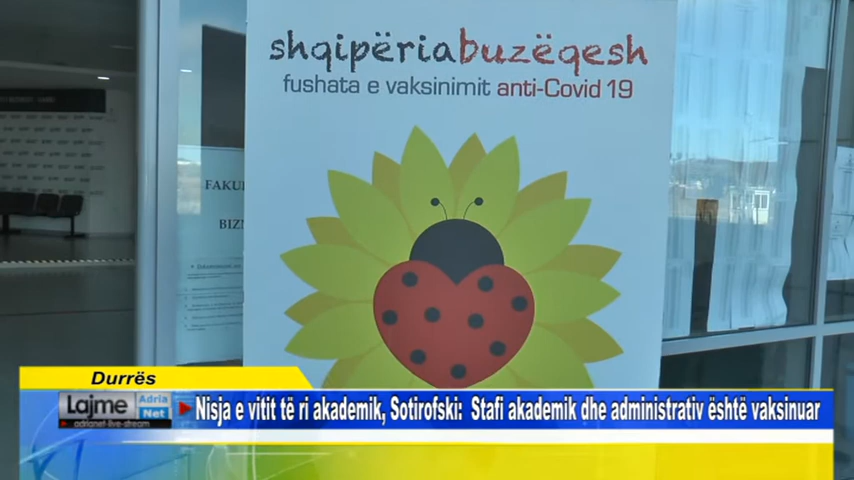 shqipëriabuzëqesh
fushata e vaksinimit anti-Covid 19
FAKU
BIZN
Durrës
Lajme Adria Net
adrianet-live-stream
Nisja e vitit të ri akademik, Sotirofski: Stafi akademik dhe administrativ është vaksinuar